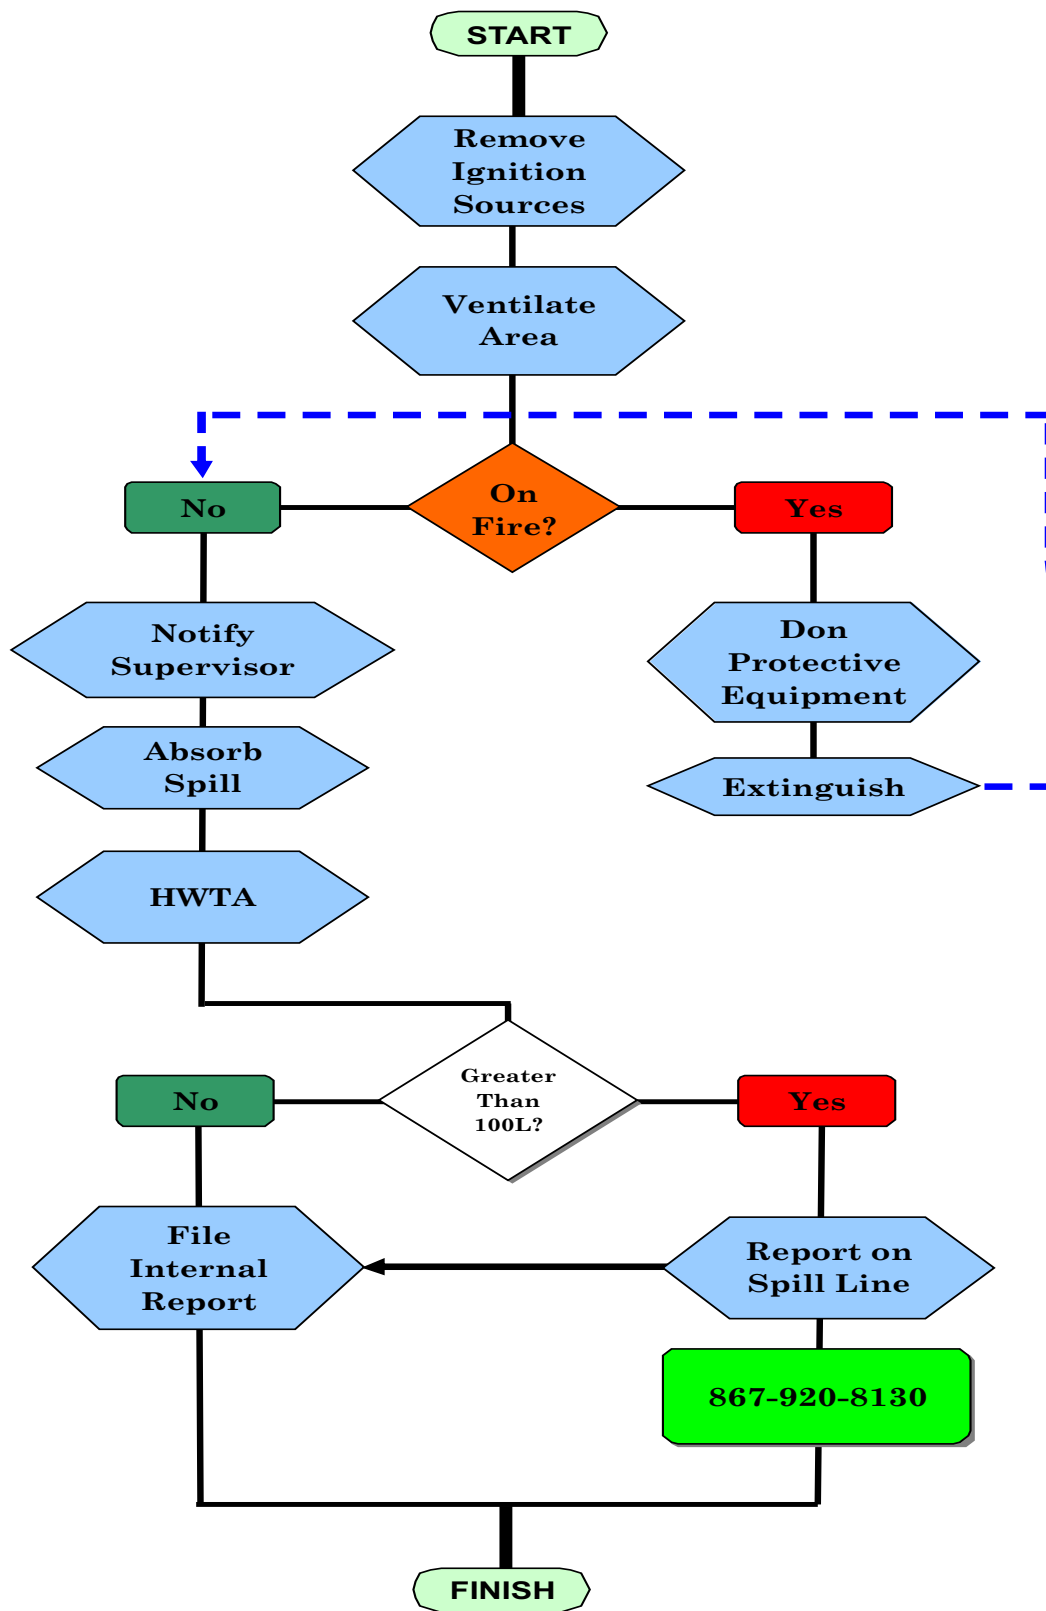 START
Remove
Ignition
Sources
Ventilate
Area
On
Fire?
No
Yes
Notify
Supervisor
Don
Protective
Equipment
Absorb
Spill
Extinguish
HWTA
Greater
Than
100L?
No
Yes
File
Internal
Report
Report on
Spill Line
867-920-8130
FINISH